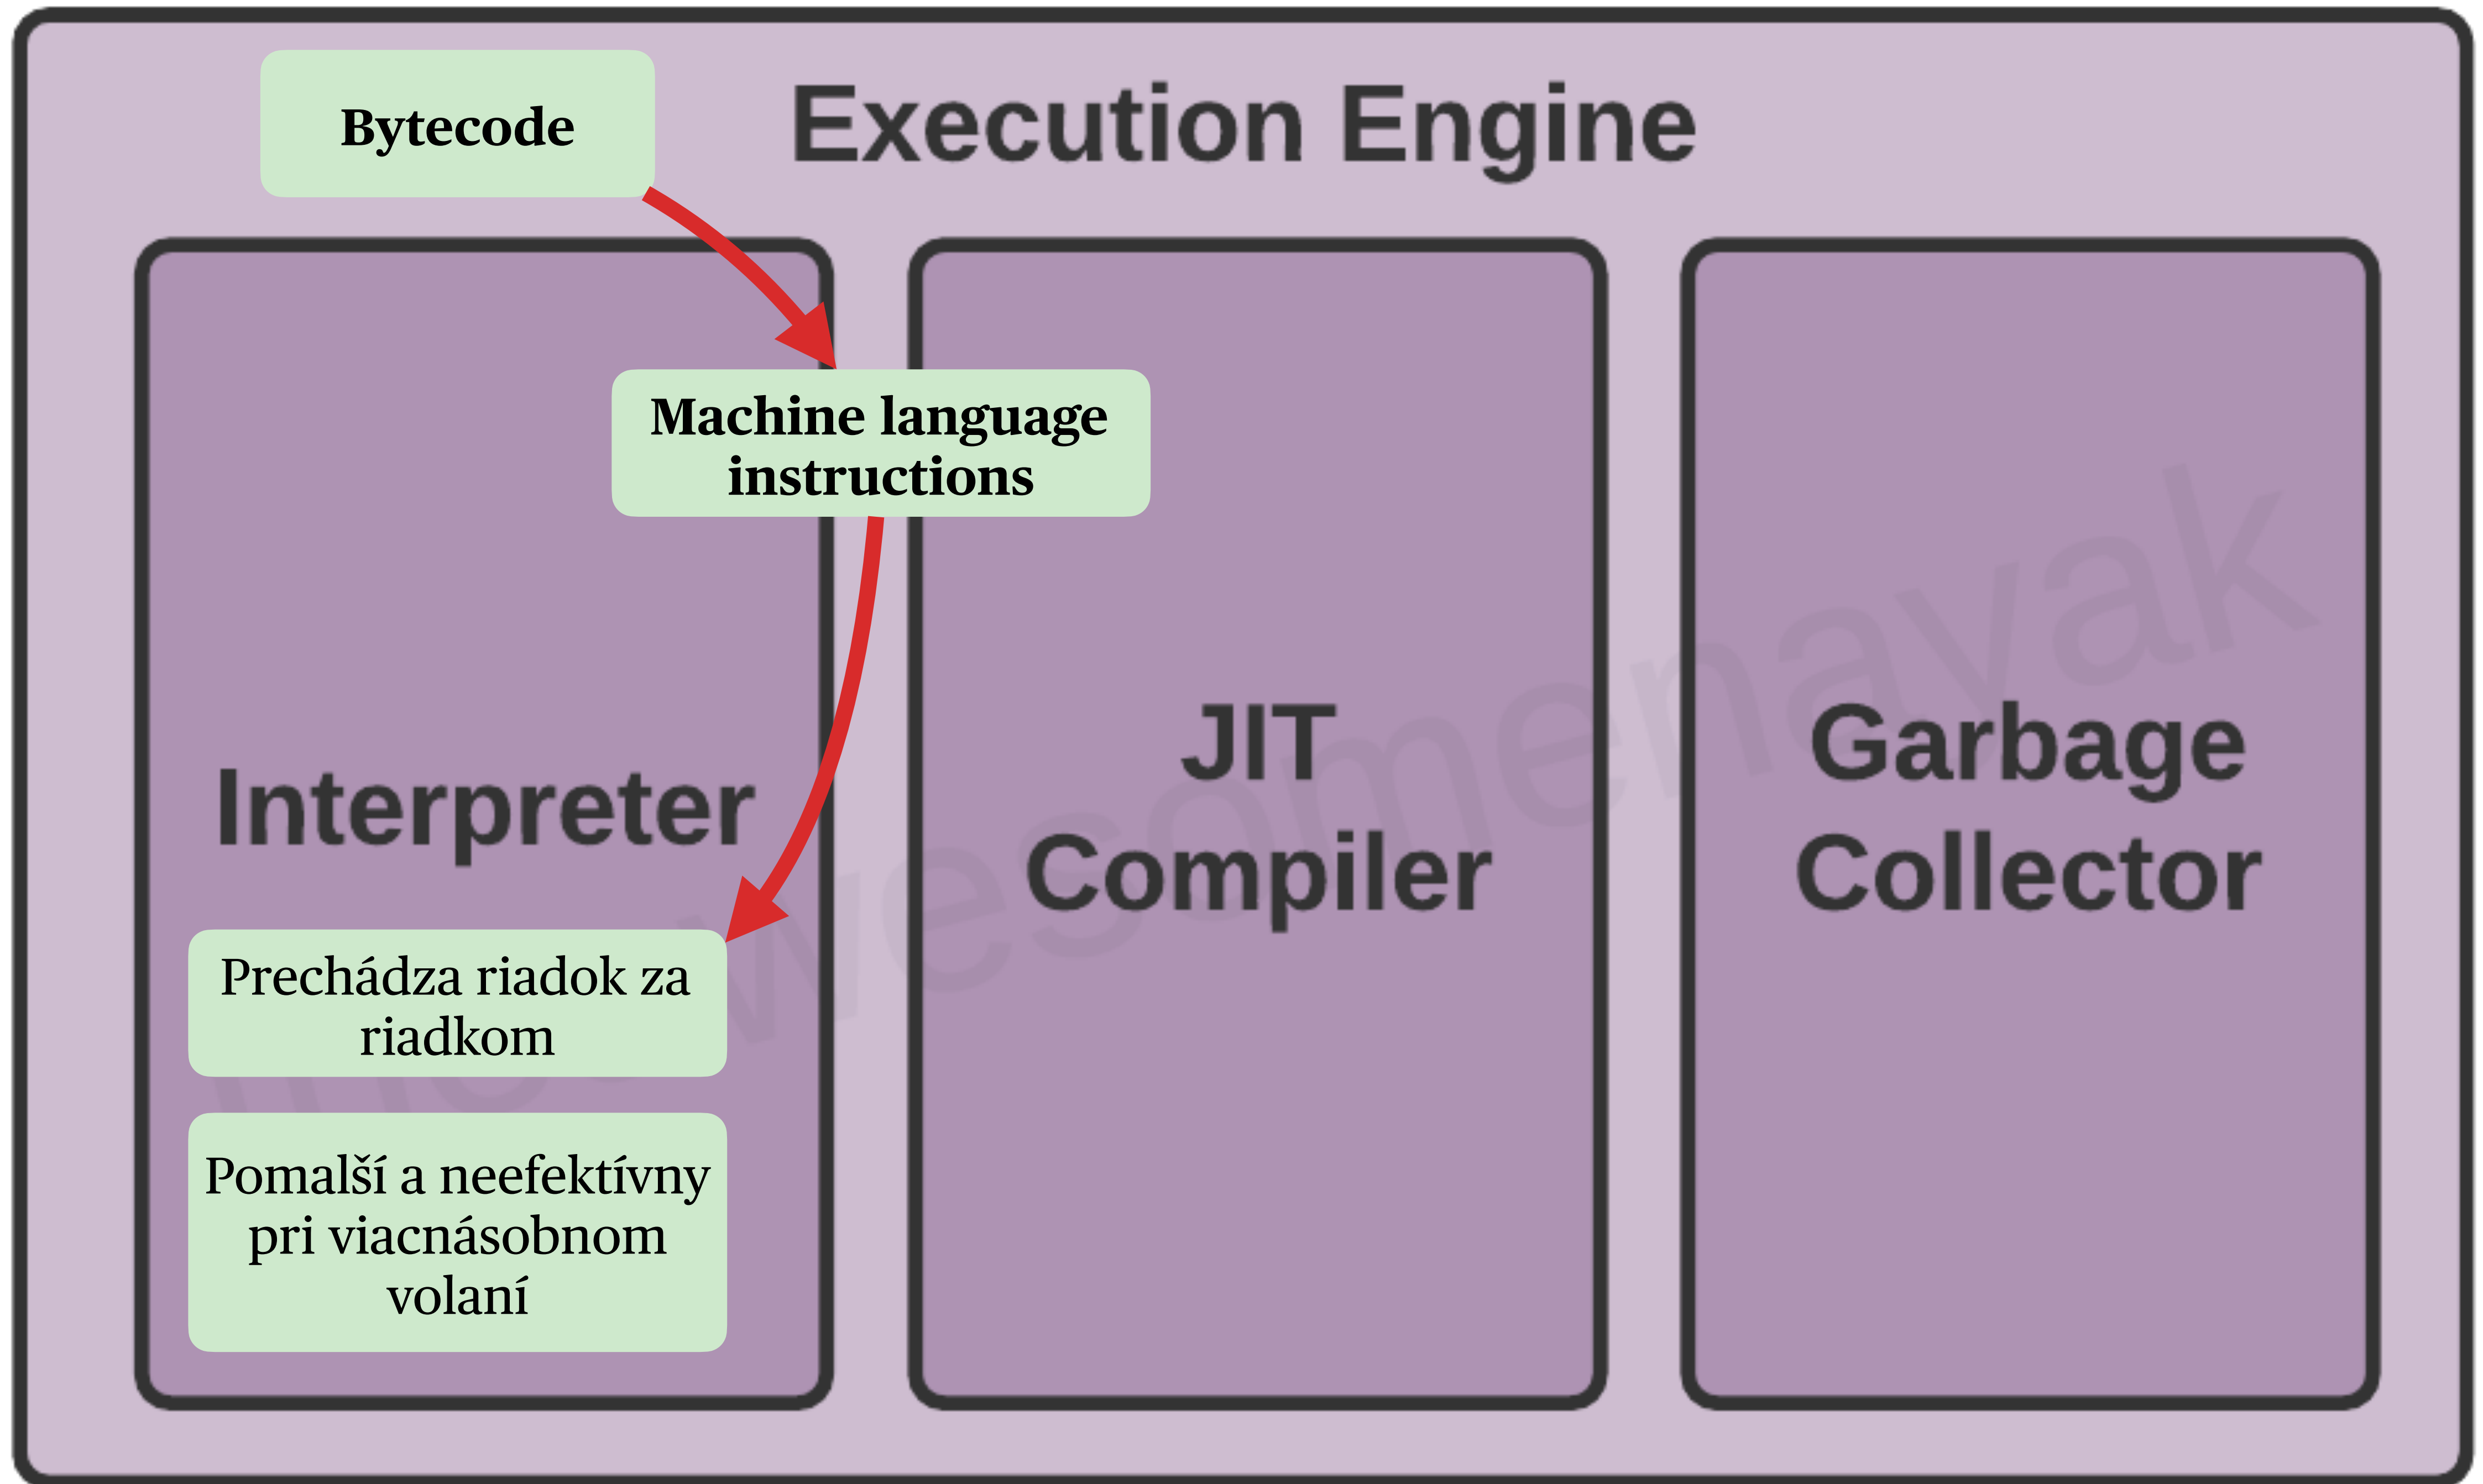 Bytecode
Execution Engine
Machine language
instructions
Interpreter
Prechádza riadok za
riadkom
Pomalší a neefektívny
pri viacnásobnom
volaní
JIT
Compiler
Garbage
Collector